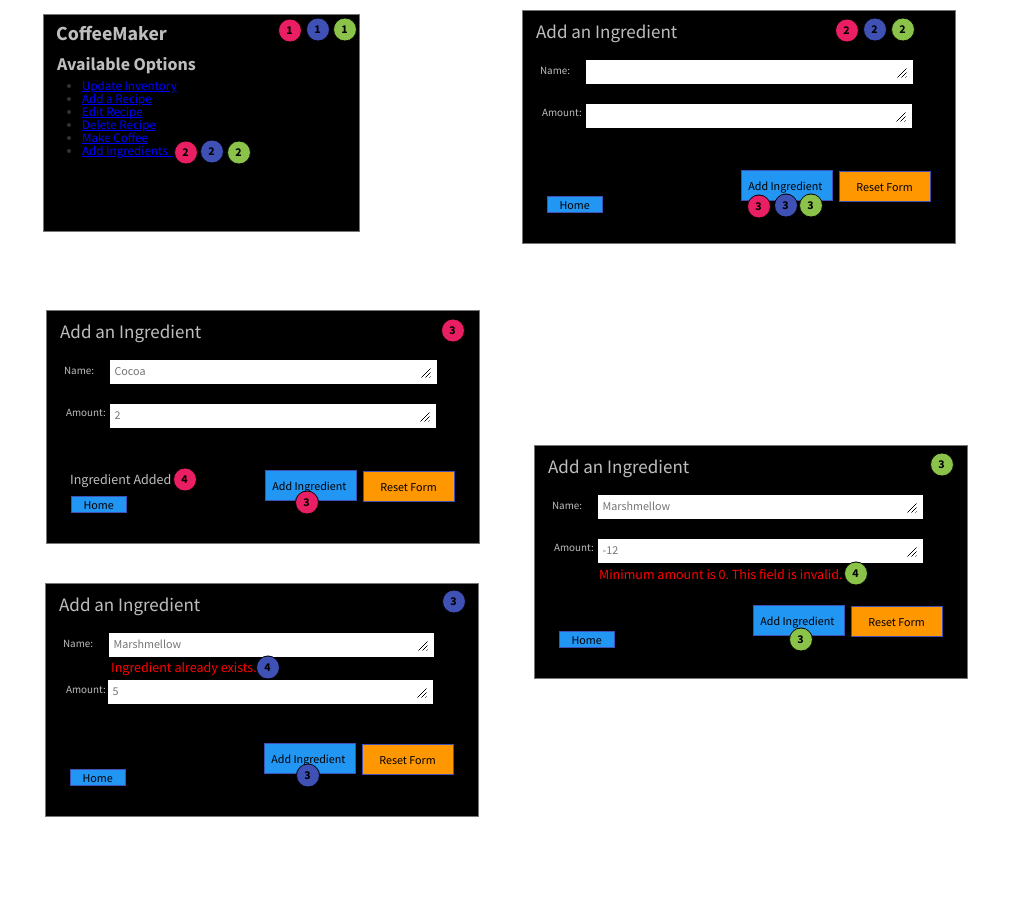 CoffeeMaker 1 1 1
Available Options
Update Inventory
Add a Recipe
Edit Recipe
Delete Recipe
Make Coffee
Add Ingredients 2 2 2
Add an Ingredient 2 2 2
Name:
Amount:
Add Ingredient Reset Form
Home
3 3 3
Add an Ingredient 3
Name: Cocoa
Amount: 2
Ingredient Added 4
Add Ingredient Reset Form
Home
3
Add an Ingredient 3
Name: Marshmellow
Amount: -12
Minimum amount is 0. This field is invalid. 4
Add Ingredient Reset Form
Home
3
Add an Ingredient 3
Name: Marshmellow
Ingredient already exists. 4
Amount: 5
Add Ingredient Reset Form
Home
3